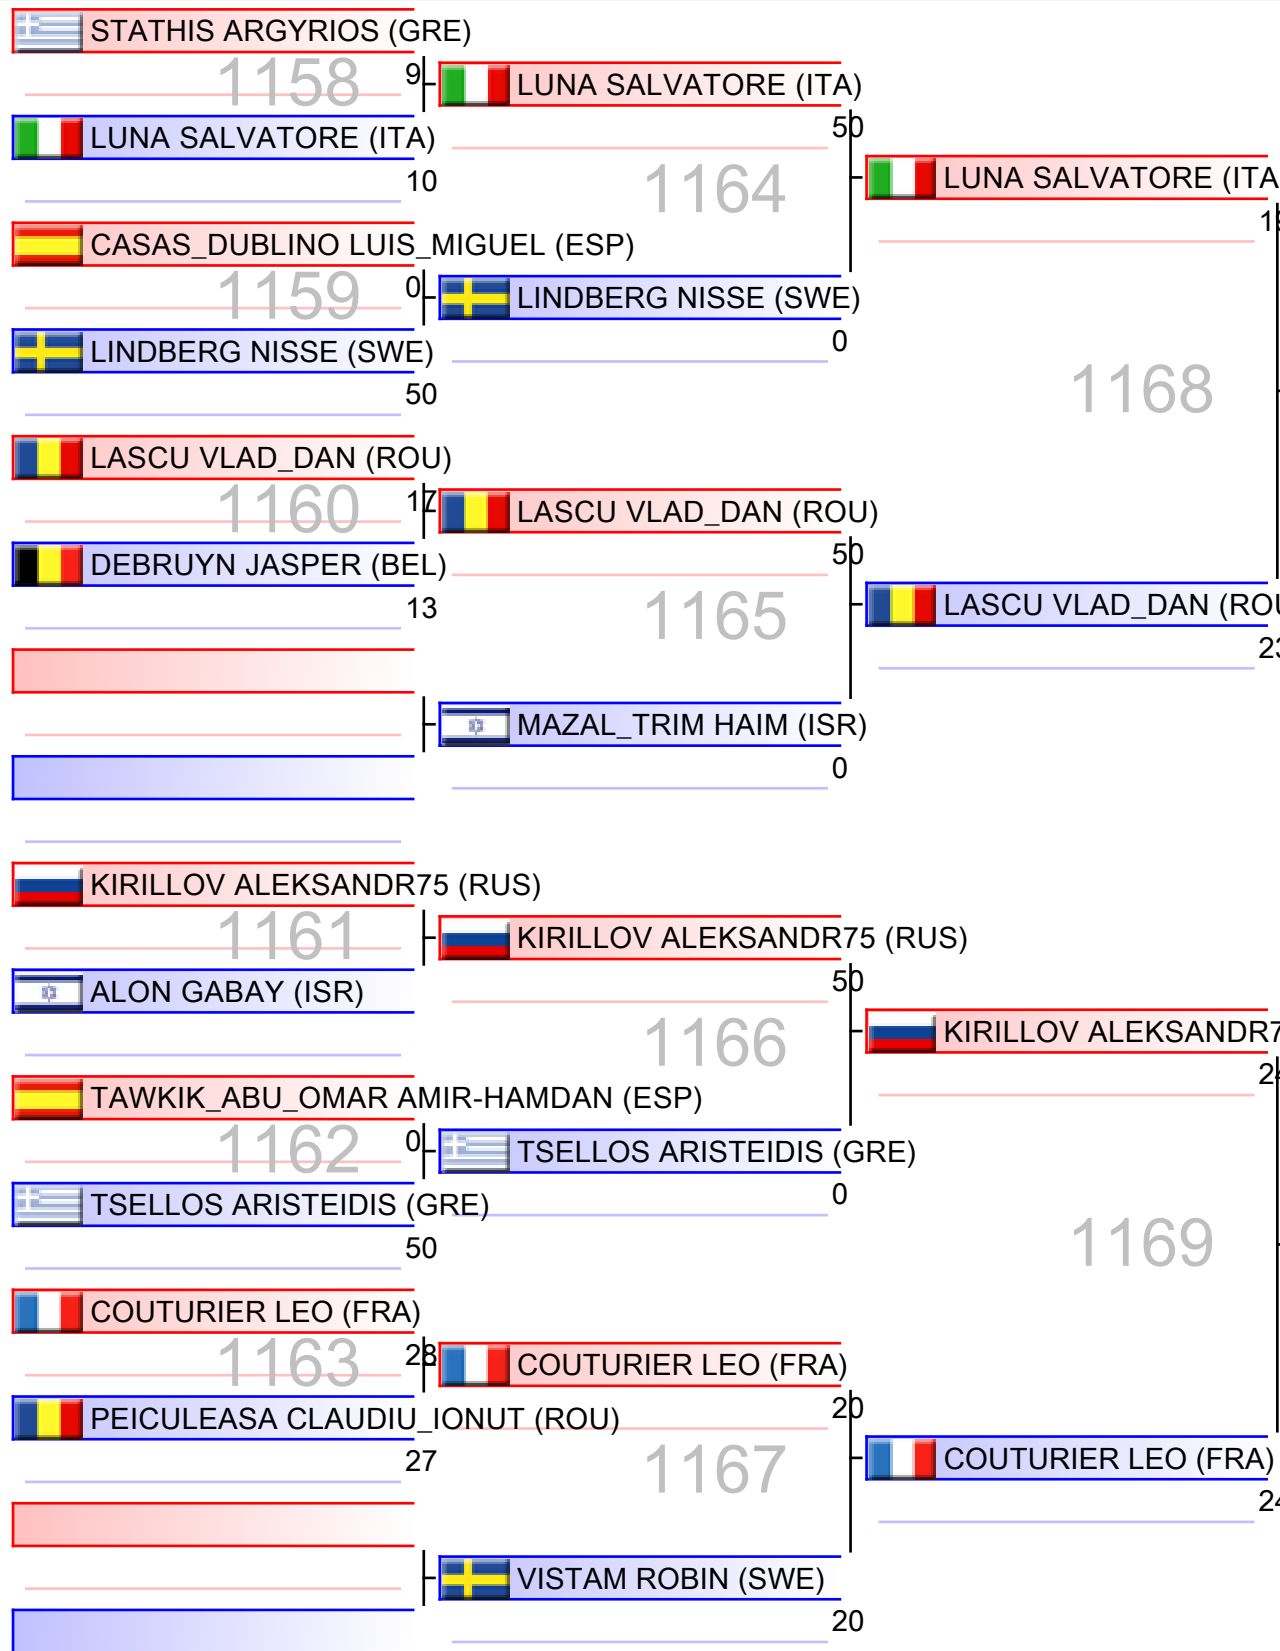 STATHIS ARGYRIOS (GRE)
1158
9
LUNA SALVATORE (ITA)
LUNA SALVATORE (ITA)
10
50
1164
LUNA SALVATORE (ITA
CASAS_DUBLINO LUIS_MIGUEL (ESP)
1159
0
LINDBERG NISSE (SWE)
LINDBERG NISSE (SWE)
0
50
1168
LASCU VLAD_DAN (ROU)
1160
17
LASCU VLAD_DAN (ROU)
DEBRUYN JASPER (BEL)
50
13
1165
LASCU VLAD_DAN (ROU
23
MAZAL_TRIM HAIM (ISR)
0
KIRILLOV ALEKSANDR75 (RUS)
1161
KIRILLOV ALEKSANDR75 (RUS)
ALON GABAY (ISR)
50
1166
KIRILLOV ALEKSANDR7
24
TAWKIK_ABU_OMAR AMIR-HAMDAN (ESP)
1162
0
TSELLOS ARISTEIDIS (GRE)
TSELLOS ARISTEIDIS (GRE)
0
50
1169
COUTURIER LEO (FRA)
1163
28
COUTURIER LEO (FRA)
PEICULEASA CLAUDIU_IONUT (ROU)
20
27
1167
COUTURIER LEO (FRA)
24
VISTAM ROBIN (SWE)
20